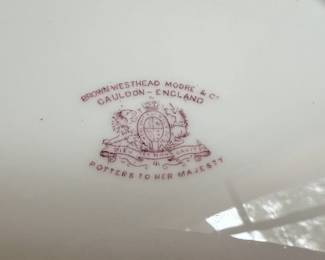 BROWN-WESTHEAD MOORE & Cº
CAULDON - ENGLAND
POTTERS TO HER MAJESTY